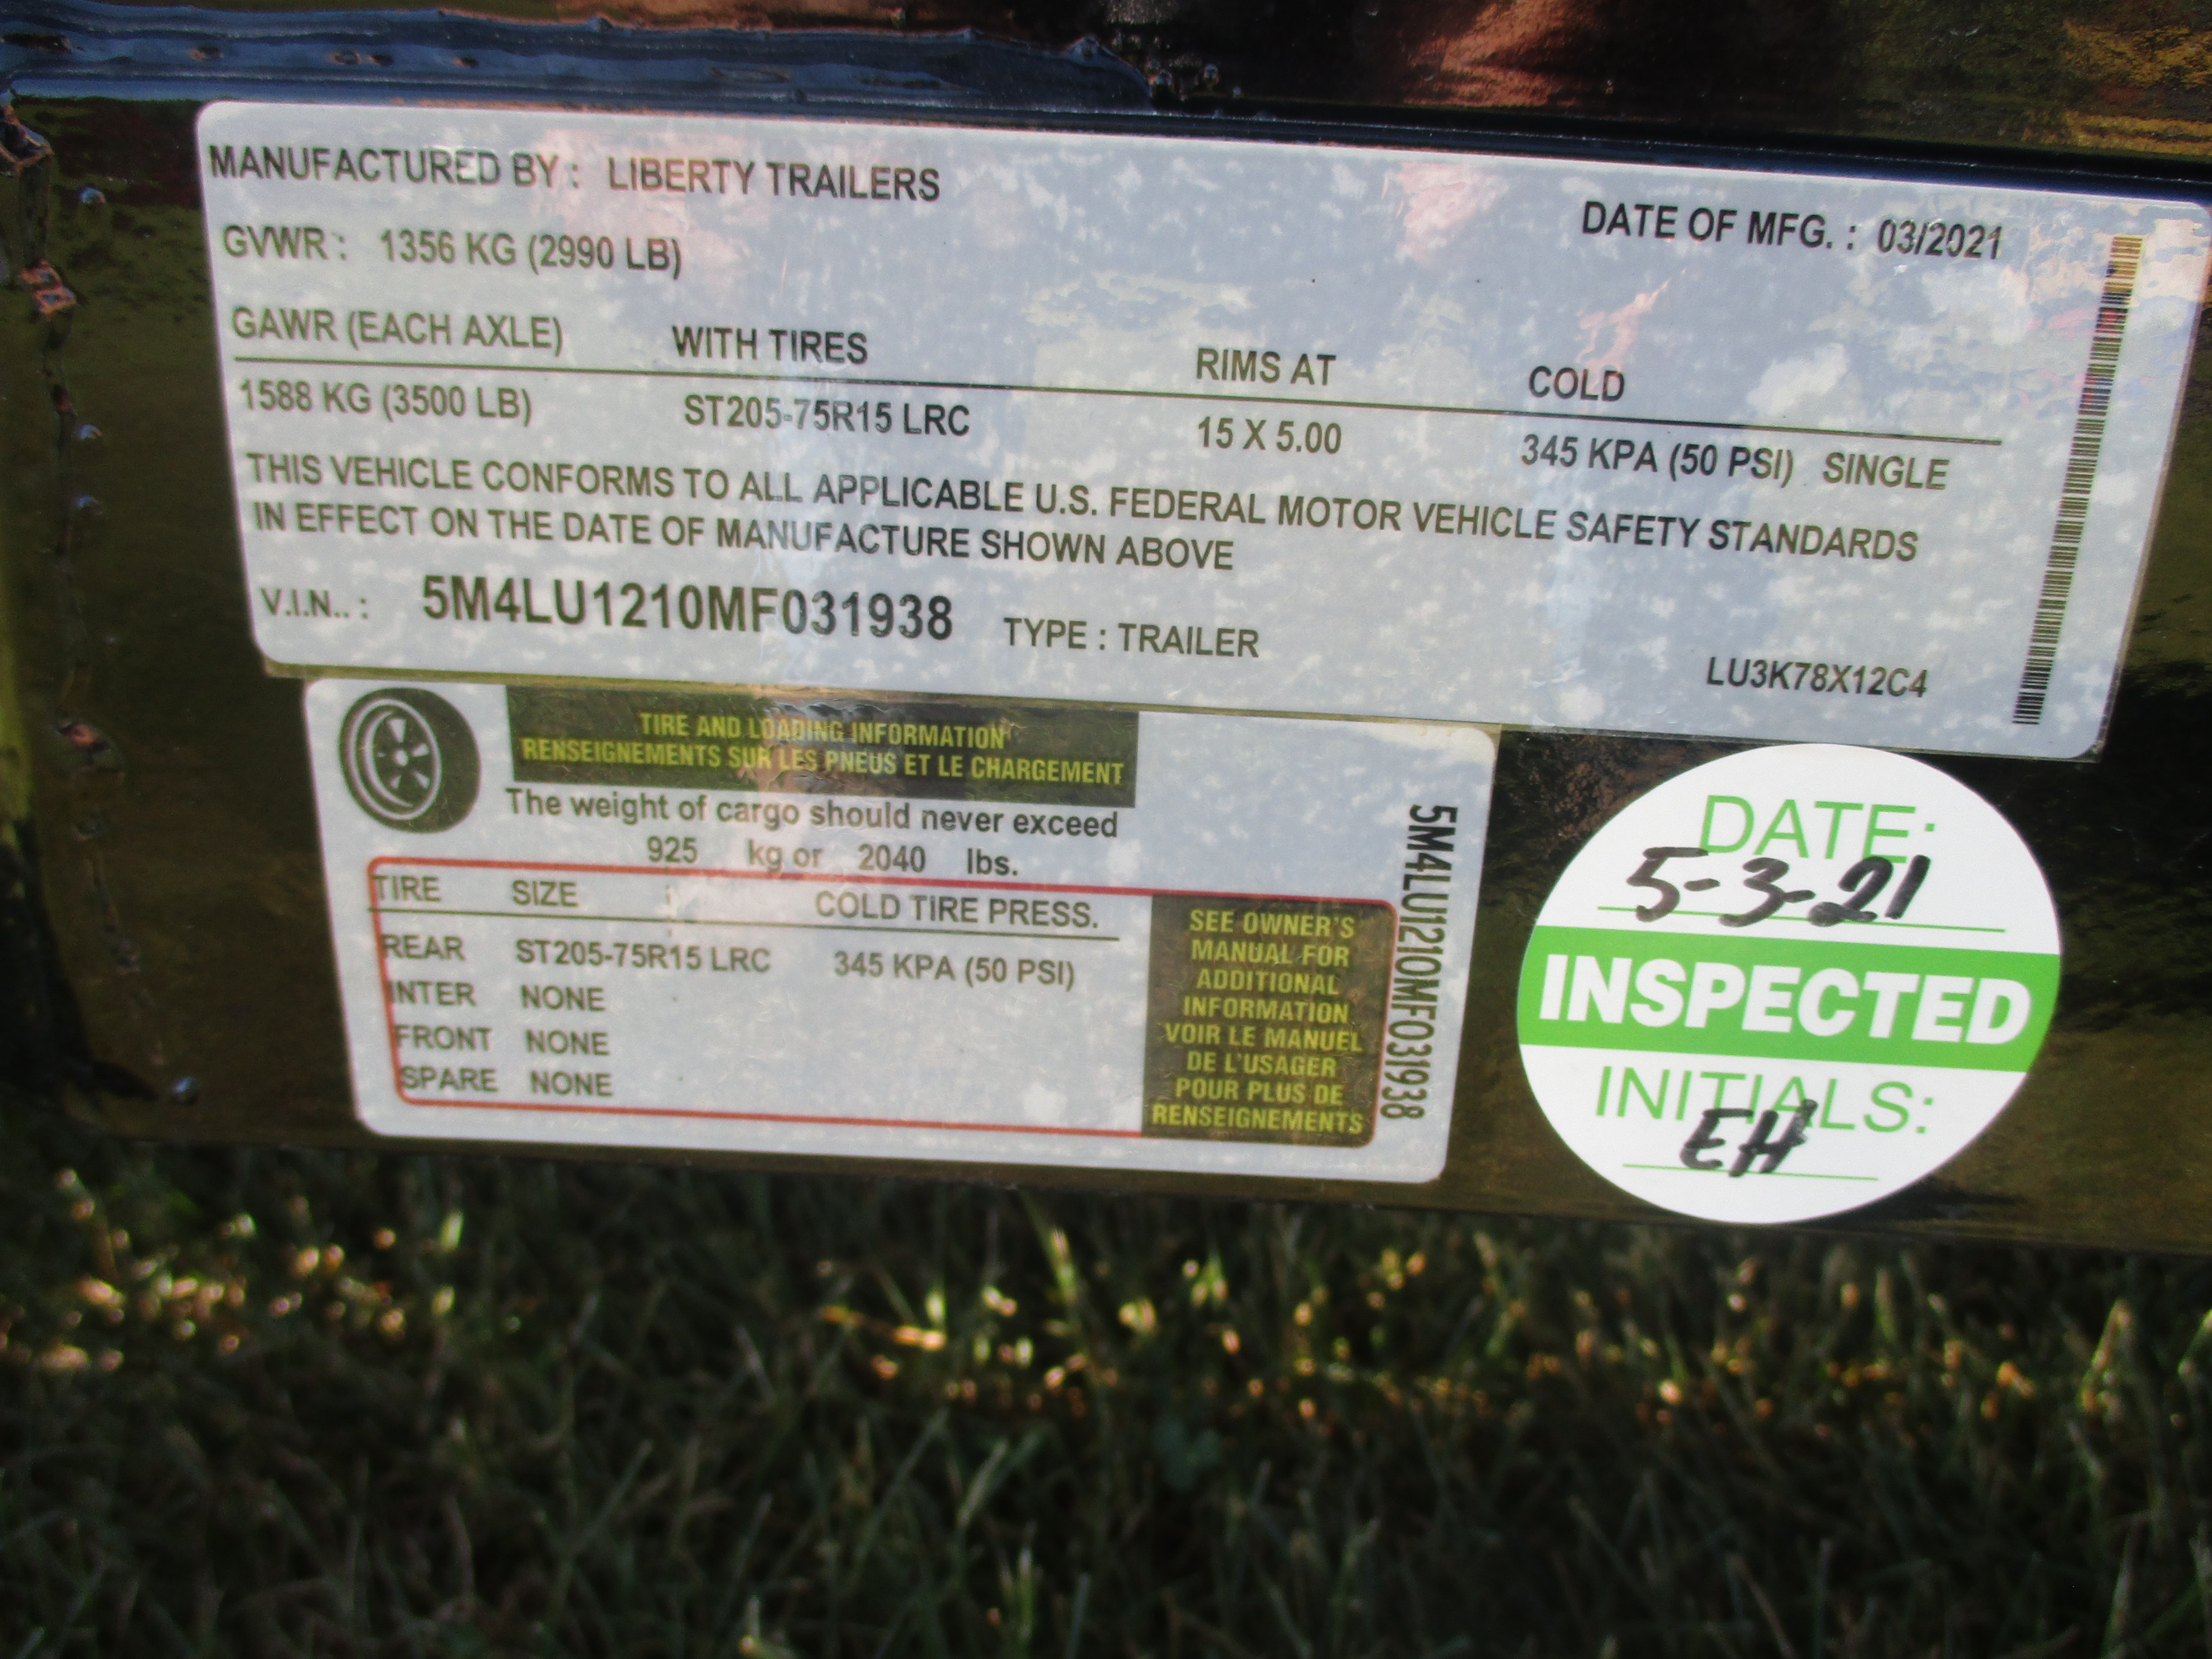 MANUFACTURED BY : LIBERTY TRAILERS
DATE OF MFG. : 03/2021
GVWR : 1356 KG (2990 LB)
GAWR (EACH AXLE) WITH TIRES RIMS AT COLD
1588 KG (3500 LB) ST205-75R15 LRC 15 X 5.00 345 KPA (50 PSI) SINGLE
THIS VEHICLE CONFORMS TO ALL APPLICABLE U.S. FEDERAL MOTOR VEHICLE SAFETY STANDARDS
IN EFFECT ON THE DATE OF MANUFACTURE SHOWN ABOVE
V.I.N.. : 5M4LU1210MF031938 TYPE : TRAILER
LU3K78X12C4
TIRE AND LOADING INFORMATION
RENSEIGNEMENTS SUR LES PNEUS ET LE CHARGEMENT
The weight of cargo should never exceed
925 kg or 2040 lbs.
TIRE SIZE COLD TIRE PRESS.
REAR ST205-75R15 LRC 345 KPA (50 PSI)
INTER NONE
FRONT NONE
SPARE NONE
SEE OWNER'S
MANUAL FOR
ADDITIONAL
INFORMATION
VOIR LE MANUEL
DE L'USAGER
POUR PLUS DE
RENSEIGNEMENTS
5M4LU1210MF031938
DATE:
5-3-21
INSPECTED
INITIALS:
EH